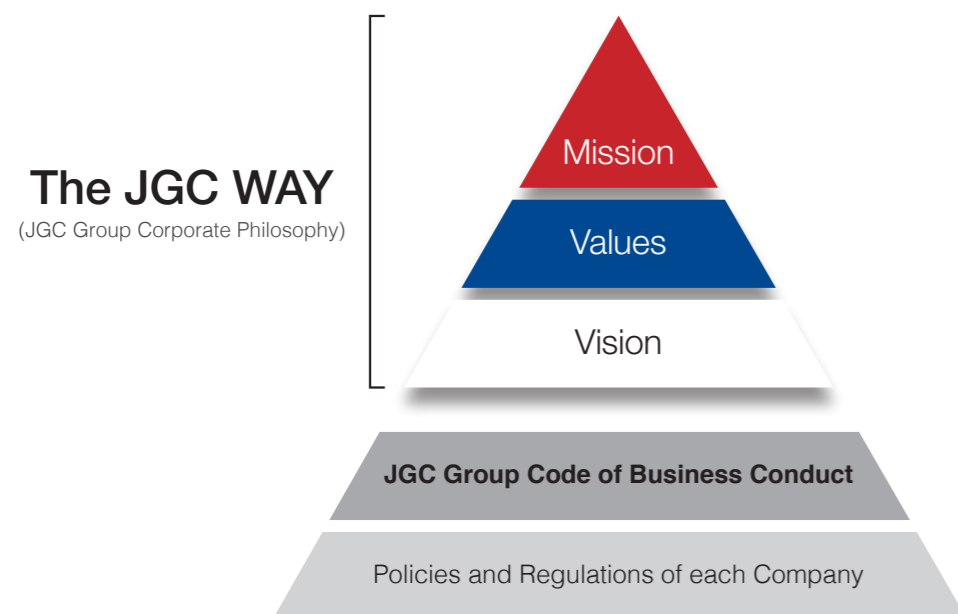 The JGC WAY
(JGC Group Corporate Philosophy)
Mission
Values
Vision
JGC Group Code of Business Conduct
Policies and Regulations of each Company